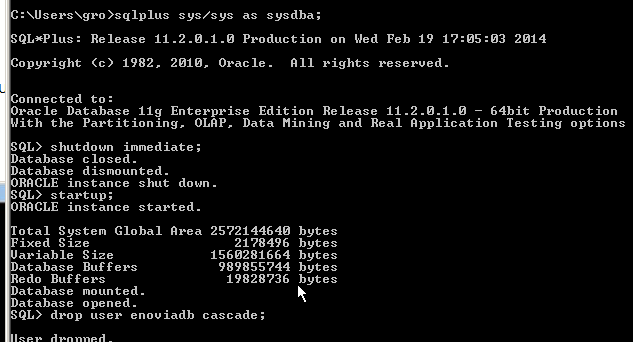 C:\Users\gro>sqlplus sys/sys as sysdba;
SQL*Plus: Release 11.2.0.1.0 Production on Wed Feb 19 17:05:03 2014
Copyright (c) 1982, 2010, Oracle.  All rights reserved.
Connected to:
Oracle Database 11g Enterprise Edition Release 11.2.0.1.0 - 64bit Production
With the Partitioning, OLAP, Data Mining and Real Application Testing options
SQL> shutdown immediate;
Database closed.
Database dismounted.
ORACLE instance shut down.
SQL> startup;
ORACLE instance started.
Total System Global Area 2572144640 bytes
Fixed Size                  2178496 bytes
Variable Size            1560281664 bytes
Database Buffers          989855744 bytes
Redo Buffers               19828736 bytes
Database mounted.
Database opened.
SQL> drop user enoviadb cascade;
User dropped.